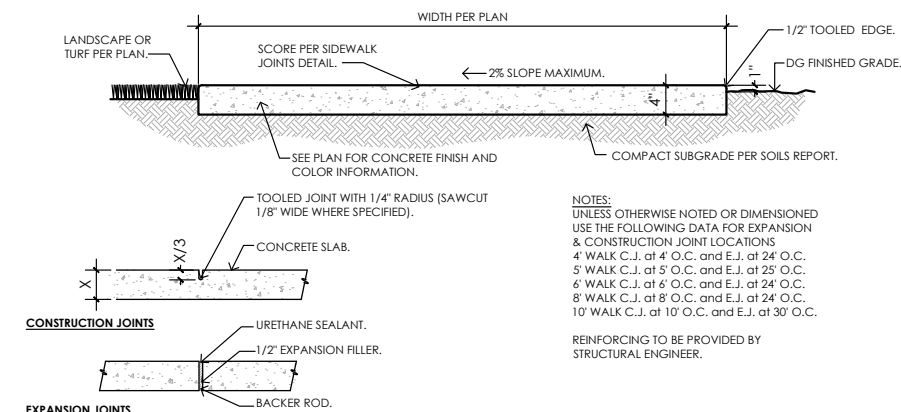 WIDTH PER PLAN
LANDSCAPE OR
TURF PER PLAN.
SCORE PER SIDEWALK
JOINTS DETAIL.
2% SLOPE MAXIMUM.
1/2" TOOLED EDGE.
1"
DG FINISHED GRADE.
4"
SEE PLAN FOR CONCRETE FINISH AND
COLOR INFORMATION.
COMPACT SUBGRADE PER SOILS REPORT.
TOOLED JOINT WITH 1/4" RADIUS (SAWCUT
1/8" WIDE WHERE SPECIFIED).
X/3
CONCRETE SLAB.
X
CONSTRUCTION JOINTS
URETHANE SEALANT.
1/2" EXPANSION FILLER.
BACKER ROD.
EXPANSION JOINTS
NOTES:
UNLESS OTHERWISE NOTED OR DIMENSIONED
USE THE FOLLOWING DATA FOR EXPANSION
& CONSTRUCTION JOINT LOCATIONS
4' WALK C.J. at 4' O.C. and E.J. at 24' O.C.
5' WALK C.J. at 5' O.C. and E.J. at 25' O.C.
6' WALK C.J. at 6' O.C. and E.J. at 24' O.C.
8' WALK C.J. at 8' O.C. and E.J. at 24' O.C.
10' WALK C.J. at 10' O.C. and E.J. at 30' O.C.
REINFORCING TO BE PROVIDED BY
STRUCTURAL ENGINEER.